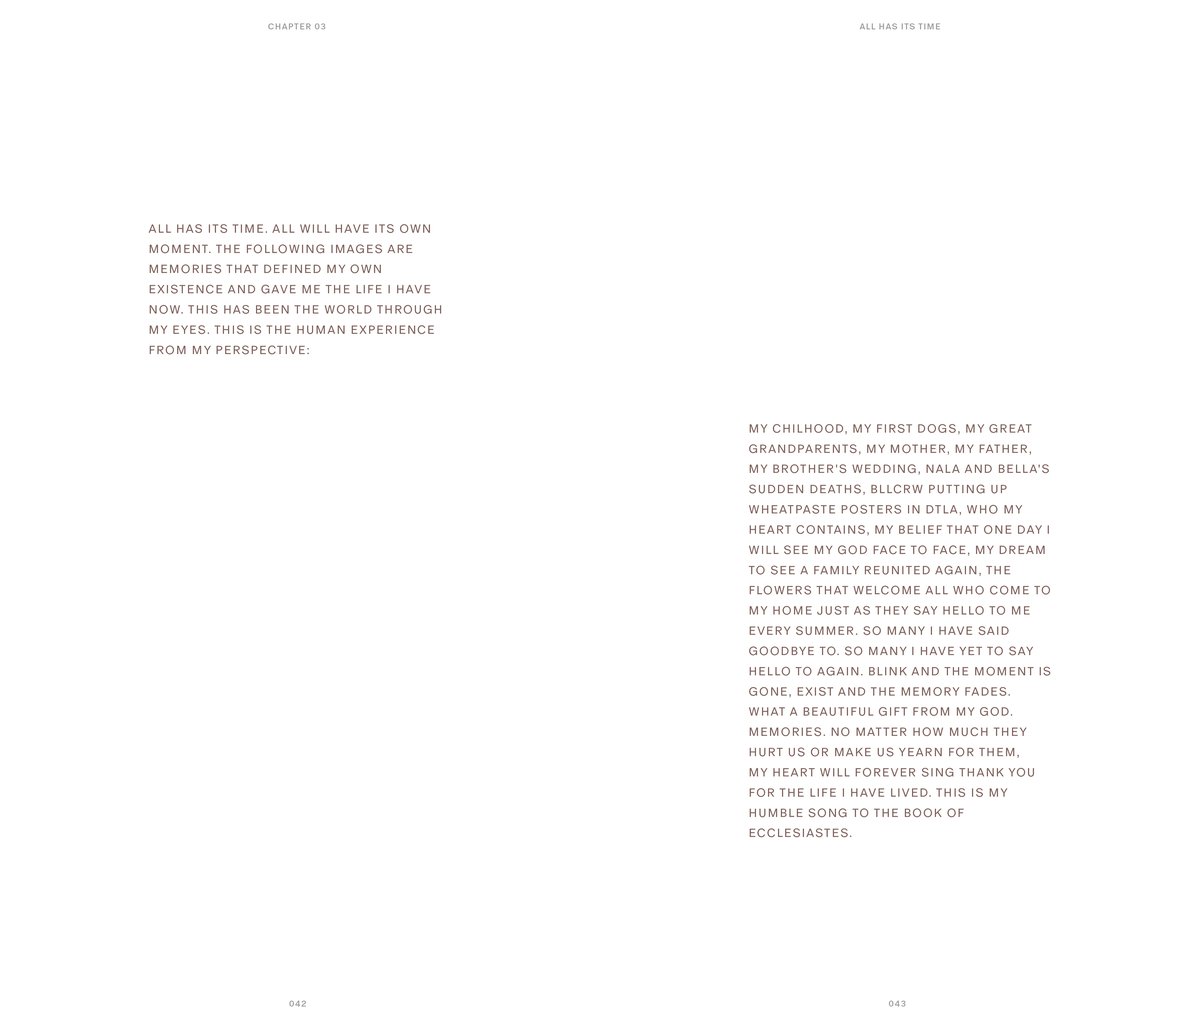 CHAPTER 03
ALL HAS ITS TIME. ALL WILL HAVE ITS OWN
MOMENT. THE FOLLOWING IMAGES ARE
MEMORIES THAT DEFINED MY OWN
EXISTENCE AND GAVE ME THE LIFE I HAVE
NOW. THIS HAS BEEN THE WORLD THROUGH
MY EYES. THIS IS THE HUMAN EXPERIENCE
FROM MY PERSPECTIVE:
042
ALL HAS ITS TIME
MY CHILHOOD, MY FIRST DOGS, MY GREAT
GRANDPARENTS, MY MOTHER, MY FATHER,
MY BROTHER'S WEDDING, NALA AND BELLA'S
SUDDEN DEATHS, BLLCRW PUTTING UP
WHEATPASTE POSTERS IN DTLA, WHO MY
HEART CONTAINS, MY BELIEF THAT ONE DAY I
WILL SEE MY GOD FACE TO FACE, MY DREAM
TO SEE A FAMILY REUNITED AGAIN, THE
FLOWERS THAT WELCOME ALL WHO COME TO
MY HOME JUST AS THEY SAY HELLO TO ME
EVERY SUMMER. SO MANY I HAVE SAID
GOODBYE TO. SO MANY I HAVE YET TO SAY
HELLO TO AGAIN. BLINK AND THE MOMENT IS
GONE, EXIST AND THE MEMORY FADES.
WHAT A BEAUTIFUL GIFT FROM MY GOD.
MEMORIES. NO MATTER HOW MUCH THEY
HURT US OR MAKE US YEARN FOR THEM,
MY HEART WILL FOREVER SING THANK YOU
FOR THE LIFE I HAVE LIVED. THIS IS MY
HUMBLE SONG TO THE BOOK OF
ECCLESIASTES.
043